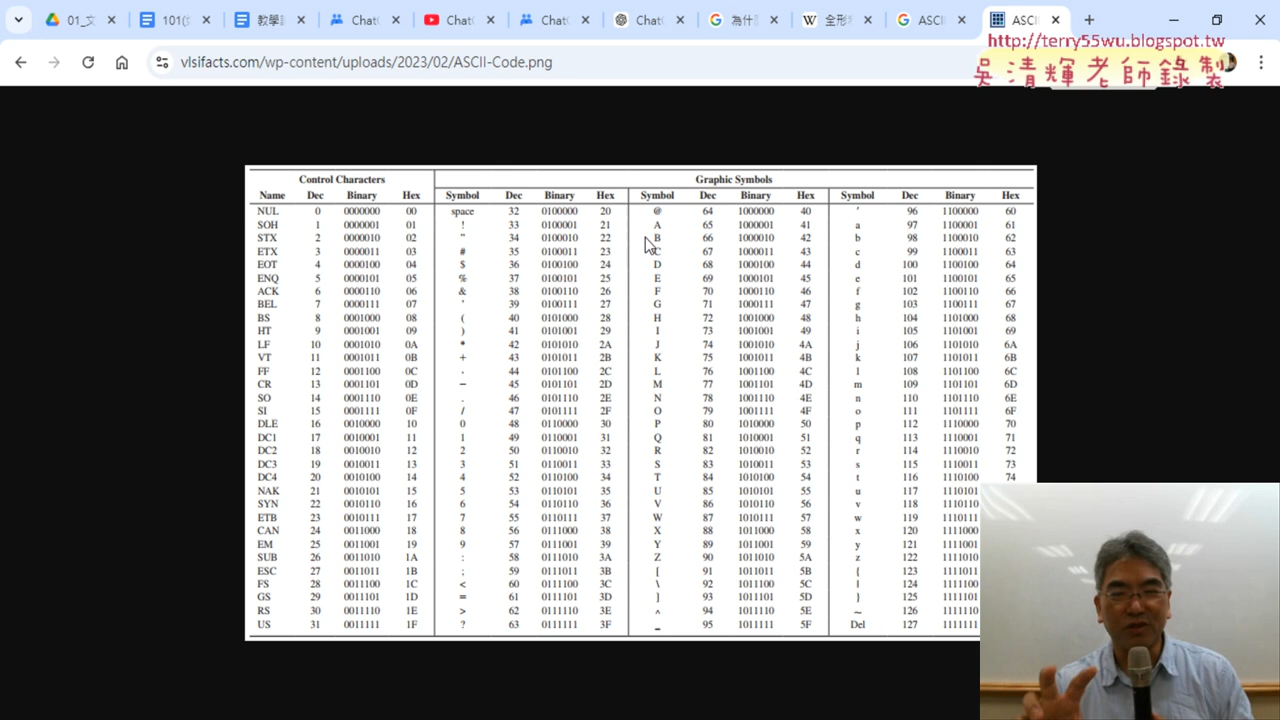 01_文
101(
教學
ChatG
ChatG
ChatG
ChatG
為什
全形
ASCII
ASCII
vlsifacts.com/wp-content/uploads/2023/02/ASCII-Code.png
http://terry55wu.blogspot.tw
吳清輝老師錄製
Control Characters Graphic Symbols
Name Dec Binary Hex Symbol Dec Binary Hex Symbol Dec Binary Hex Symbol Dec Binary Hex
NUL 0 0000000 00 space 32 0100000 20 @ 64 1000000 40 ′ 96 1100000 60
SOH 1 0000001 01 ! 33 0100001 21 A 65 1000001 41 a 97 1100001 61
STX 2 0000010 02 " 34 0100010 22 B 66 1000010 42 b 98 1100010 62
ETX 3 0000011 03 # 35 0100011 23 C 67 1000011 43 c 99 1100011 63
EOT 4 0000100 04 $ 36 0100100 24 D 68 1000100 44 d 100 1100100 64
ENQ 5 0000101 05 % 37 0100101 25 E 69 1000101 45 e 101 1100101 65
ACK 6 0000110 06 & 38 0100110 26 F 70 1000110 46 f 102 1100110 66
BEL 7 0000111 07 ' 39 0100111 27 G 71 1000111 47 g 103 1100111 67
BS 8 0001000 08 ( 40 0101000 28 H 72 1001000 48 h 104 1101000 68
HT 9 0001001 09 ) 41 0101001 29 I 73 1001001 49 i 105 1101001 69
LF 10 0001010 0A * 42 0101010 2A J 74 1001010 4A j 106 1101010 6A
VT 11 0001011 0B + 43 0101011 2B K 75 1001011 4B k 107 1101011 6B
FF 12 0001100 0C , 44 0101100 2C L 76 1001100 4C l 108 1101100 6C
CR 13 0001101 0D − 45 0101101 2D M 77 1001101 4D m 109 1101101 6D
SO 14 0001110 0E . 46 0101110 2E N 78 1001110 4E n 110 1101110 6E
SI 15 0001111 0F / 47 0101111 2F O 79 1001111 4F o 111 1101111 6F
DLE 16 0010000 10 0 48 0110000 30 P 80 1010000 50 p 112 1110000 70
DC1 17 0010001 11 1 49 0110001 31 Q 81 1010001 51 q 113 1110001 71
DC2 18 0010010 12 2 50 0110010 32 R 82 1010010 52 r 114 1110010 72
DC3 19 0010011 13 3 51 0110011 33 S 83 1010011 53 s 115 1110011 73
DC4 20 0010100 14 4 52 0110100 34 T 84 1010100 54 t 116 1110100 74
NAK 21 0010101 15 5 53 0110101 35 U 85 1010101 55 u 117 1110101
SYN 22 0010110 16 6 54 0110110 36 V 86 1010110 56 v 118 1110110
ETB 23 0010111 17 7 55 0110111 37 W 87 1010111 57 w 119 1110111
CAN 24 0011000 18 8 56 0111000 38 X 88 1011000 58 x 120 1111000
EM 25 0011001 19 9 57 0111001 39 Y 89 1011001 59 y 121 1111001
SUB 26 0011010 1A : 58 0111010 3A Z 90 1011010 5A z 122 1111010
ESC 27 0011011 1B ; 59 0111011 3B [ 91 1011011 5B { 123 1111011
FS 28 0011100 1C < 60 0111100 3C \ 92 1011100 5C | 124 1111100
GS 29 0011101 1D = 61 0111101 3D ] 93 1011101 5D } 125 1111101
RS 30 0011110 1E > 62 0111110 3E ^ 94 1011110 5E ~ 126 1111110
US 31 0011111 1F ? 63 0111111 3F _ 95 1011111 5F Del 127 1111111